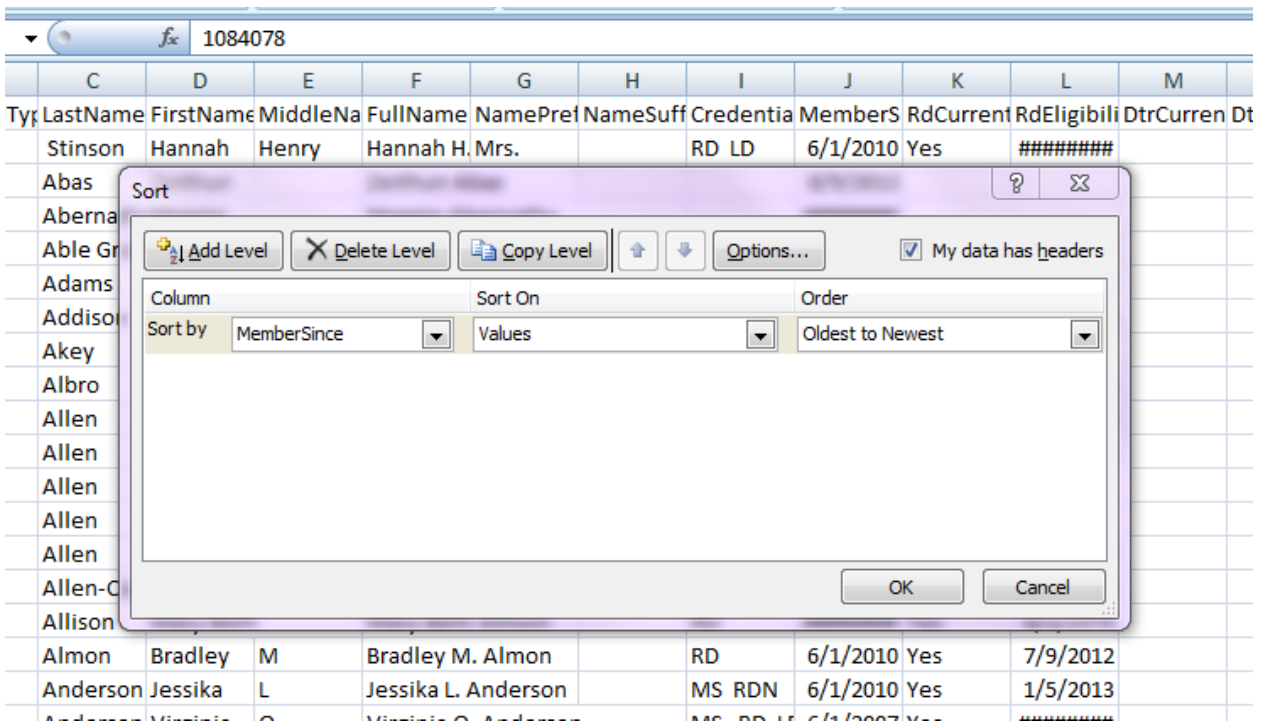 fx 1084078
C D E F G H I J K L M
Typ LastName FirstName MiddleNa FullName NamePref NameSuff Credentia MemberS RdCurrent RdEligibili DtrCurren Dt
Stinson Hannah Henry Hannah H. Mrs. RD LD 6/1/2010 Yes ########
Abas
Sort
Aberna
Add Level Delete Level Copy Level Options... My data has headers
Able Gr
Adams
Column Sort On Order
Addiso
Sort by MemberSince Values Oldest to Newest
Akey
Albro
Allen
Allen
Allen
Allen
Allen
Allen-C
OK Cancel
Allison
Almon Bradley M Bradley M. Almon RD 6/1/2010 Yes 7/9/2012
Anderson Jessika L Jessika L. Anderson MS RDN 6/1/2010 Yes 1/5/2013